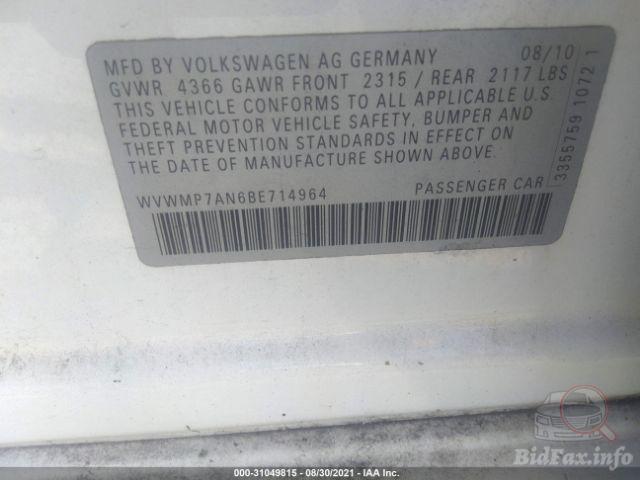 MFD BY VOLKSWAGEN AG GERMANY 08/10
GVWR 4366 GAWR FRONT 2315 / REAR 2117 LBS
THIS VEHICLE CONFORMS TO ALL APPLICABLE U.S.
FEDERAL MOTOR VEHICLE SAFETY, BUMPER AND
THEFT PREVENTION STANDARDS IN EFFECT ON
THE DATE OF MANUFACTURE SHOWN ABOVE.
WVWMP7AN6BE714964 PASSENGER CAR
3355759 10721
000-31049815 - 08/30/2021 - IAA Inc.
BidFax.info